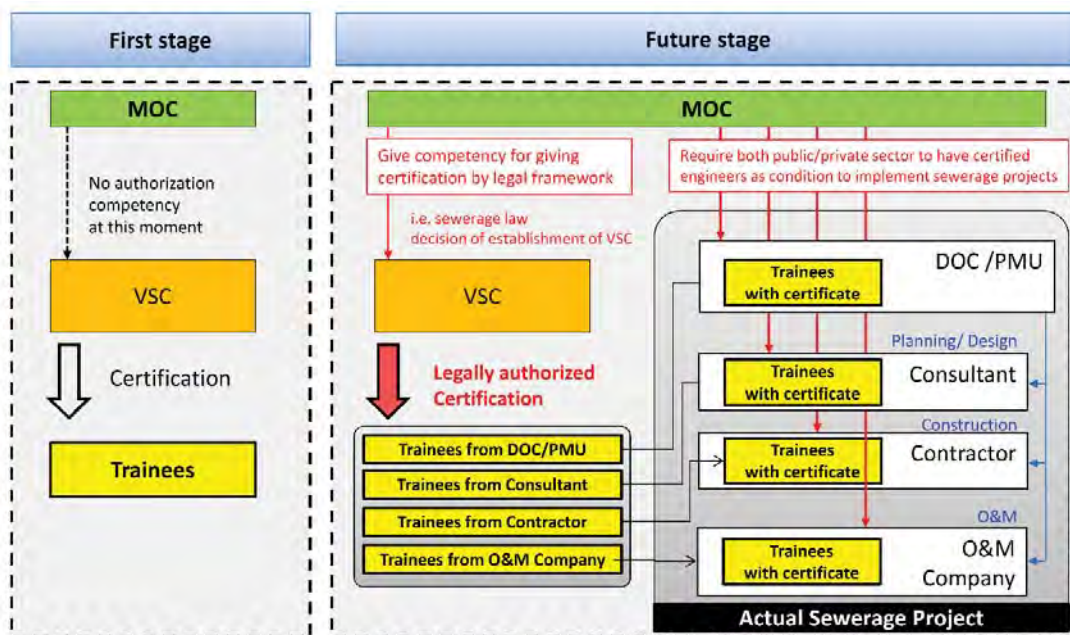 First stage
MOC
No authorization
competency
at this moment
VSC
Certification
Trainees
Future stage
MOC
Give competency for giving
certification by legal framework
Require both public/private sector to have certified
engineers as condition to implement sewerage projects
i.e. sewerage law
decision of establishment of VSC
VSC
Legally authorized
Certification
Trainees from DOC/PMU
Trainees from Consultant
Trainees from Contractor
Trainees from O&M Company
Trainees
with certificate
DOC /PMU
Planning/ Design
Trainees
with certificate
Consultant
Construction
Trainees
with certificate
Contractor
O&M
Trainees
with certificate
O&M
Company
Actual Sewerage Project